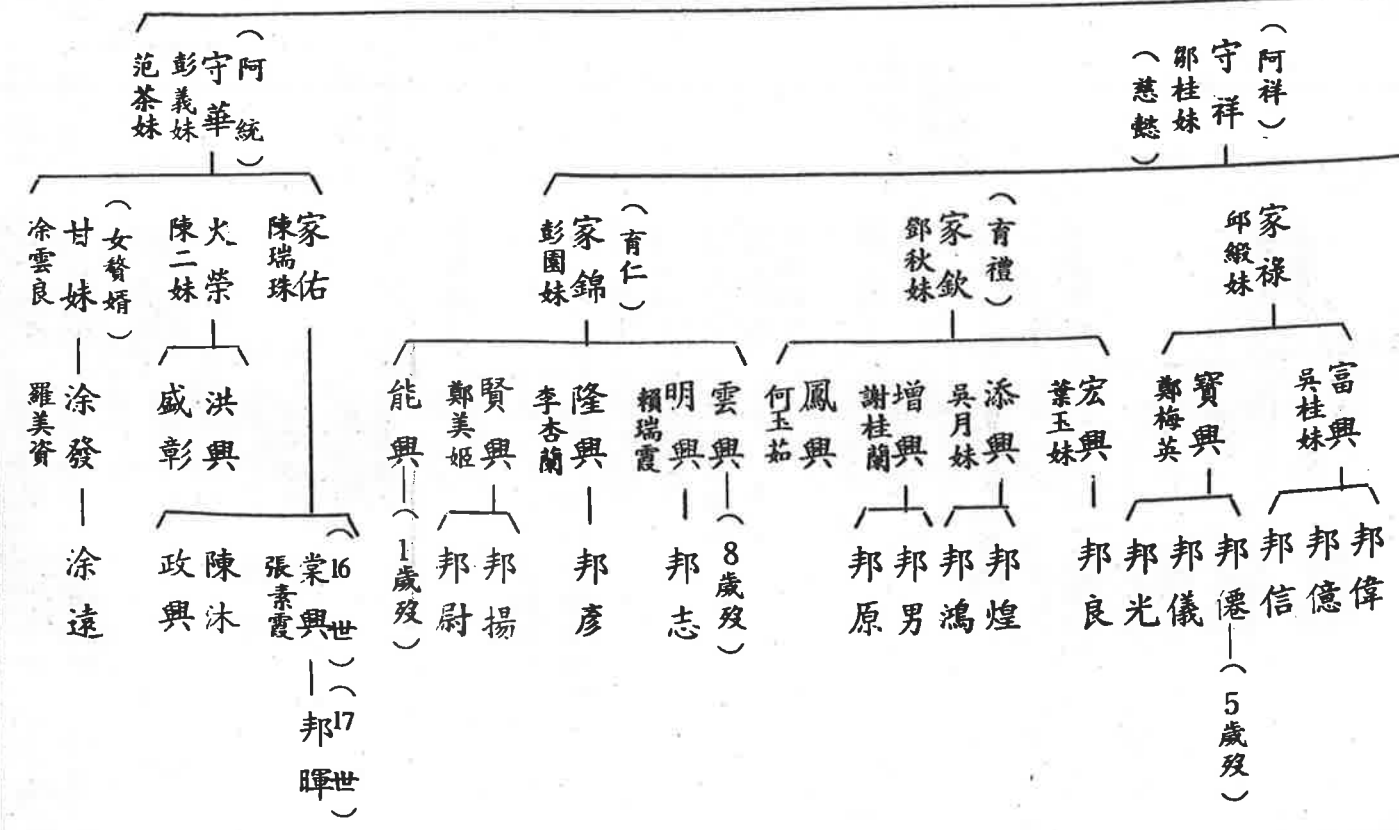 （阿祥）
守祥
邹桂妹
（慈懿）
（阿統）
守華
彭義妹
范茶妹
家祿
邱緞妹
（育禮）
家欽
鄧秋妹
（育仁）
家錦
彭園妹
家佑
陳瑞珠
火榮
陳二妹
（女贅婿）
甘妹
涂雲良
富興
吳桂妹
寶興
鄭梅英
宏興
葉玉妹
添興
吳月妹
增興
謝桂蘭
鳳興
何玉茹
雲興
（8歲歿）
明興
賴瑞霞
隆興
李杏蘭
賢興
鄭美姬
能興
（1歲歿）
洪興
盛彰
涂發
羅美資
邦偉
邦億
邦信
邦僊
（5歲歿）
邦儀
邦光
邦良
邦煌
邦鴻
邦男
邦原
邦志
邦彥
邦揚
邦尉
（16世）
棠興
張素霞
陳沐
政興
涂遠
（17世）
邦暉